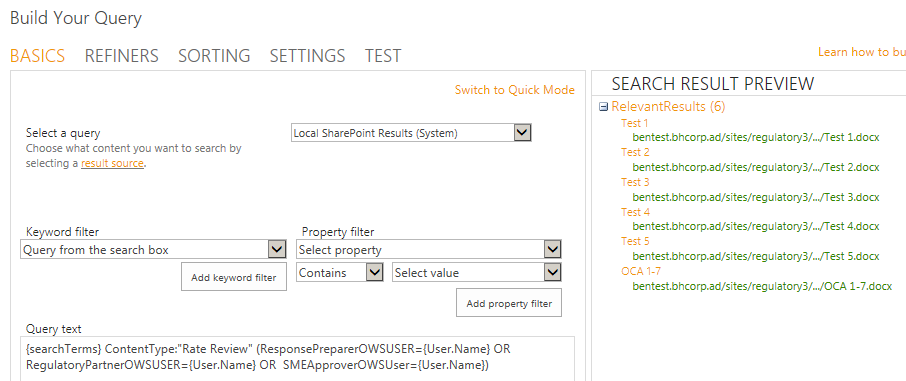 Build Your Query
BASICS REFINERS SORTING SETTINGS TEST
Learn how to bu
Switch to Quick Mode
Select a query
Local SharePoint Results (System)
Choose what content you want to search by
selecting a result source.
Keyword filter
Property filter
Query from the search box
Select property
Add keyword filter
Contains
Select value
Add property filter
Query text
{searchTerms} ContentType:"Rate Review" (ResponsePreparerOWSUSER={User.Name} OR
RegulatoryPartnerOWSUSER={User.Name} OR SMEApproverOWSUser={User.Name})
SEARCH RESULT PREVIEW
RelevantResults (6)
Test 1
bentest.bhcorp.ad/sites/regulatory3/.../Test 1.docx
Test 2
bentest.bhcorp.ad/sites/regulatory3/.../Test 2.docx
Test 3
bentest.bhcorp.ad/sites/regulatory3/.../Test 3.docx
Test 4
bentest.bhcorp.ad/sites/regulatory3/.../Test 4.docx
Test 5
bentest.bhcorp.ad/sites/regulatory3/.../Test 5.docx
OCA 1-7
bentest.bhcorp.ad/sites/regulatory3/.../OCA 1-7.docx